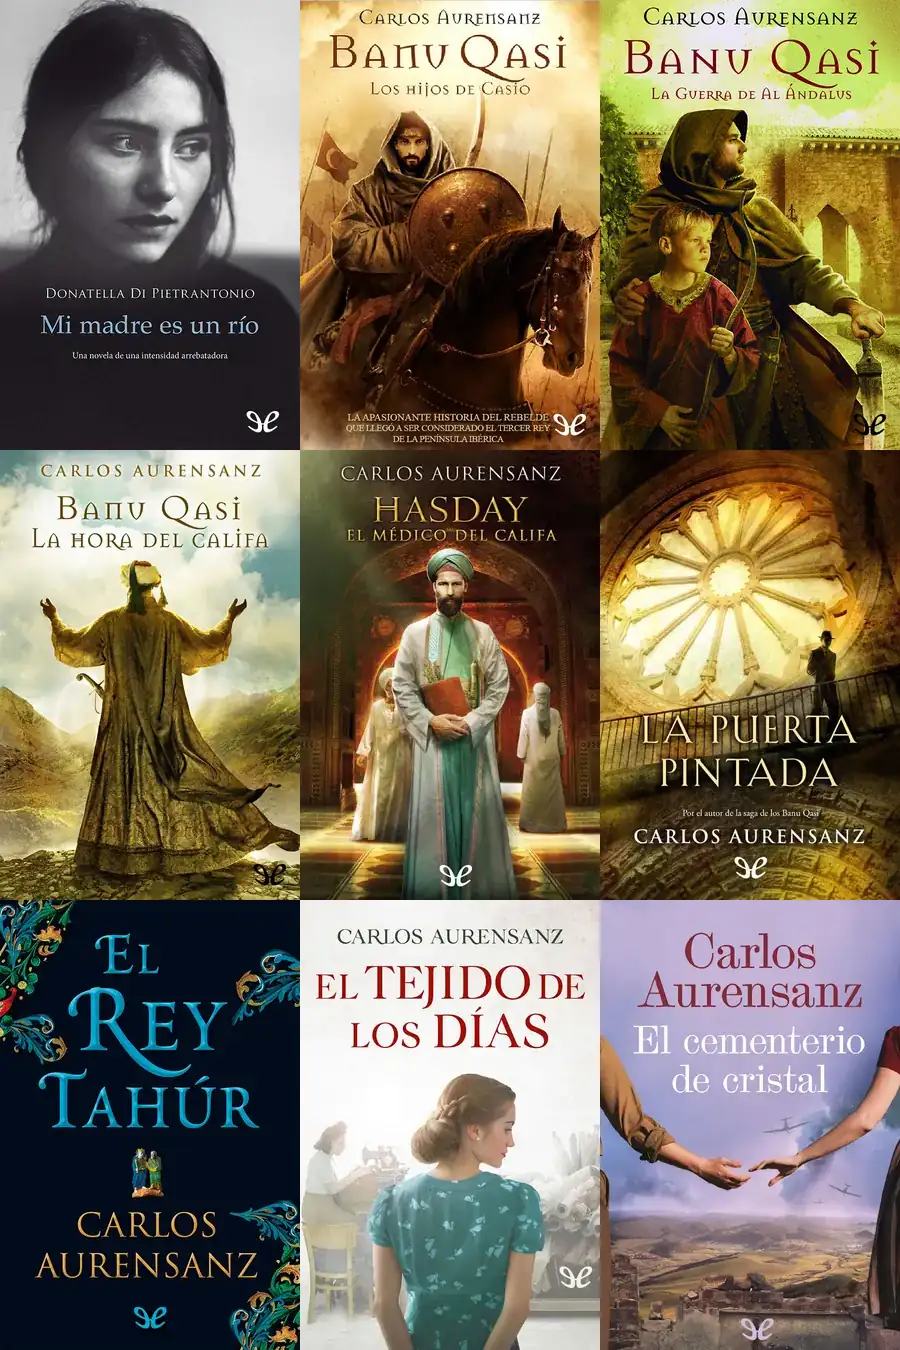 DONATELLA DI PIETRANTONIO
Mi madre es un río
Una novela de una intensidad arrebatadora
CARLOS AURENSANZ
BANU QASI
LOS HIJOS DE CASIO
LA APASIONANTE HISTORIA DEL REBELDE
QUE LLEGÓ A SER CONSIDERADO EL TERCER REY
DE LA PENÍNSULA IBÉRICA
CARLOS AURENSANZ
BANU QASI
LA GUERRA DE AL ÁNDALUS
CARLOS AURENSANZ
BANU QASI
LA HORA DEL CALIFA
CARLOS AURENSANZ
HASDAY
EL MÉDICO DEL CALIFA
LA PUERTA
PINTADA
Por el autor de la saga de los Banu Qasi
CARLOS AURENSANZ
EL
REY
TAHÚR
CARLOS
AURENSANZ
CARLOS AURENSANZ
EL TEJIDO DE
LOS DÍAS
Carlos
Aurensanz
El cementerio
de cristal